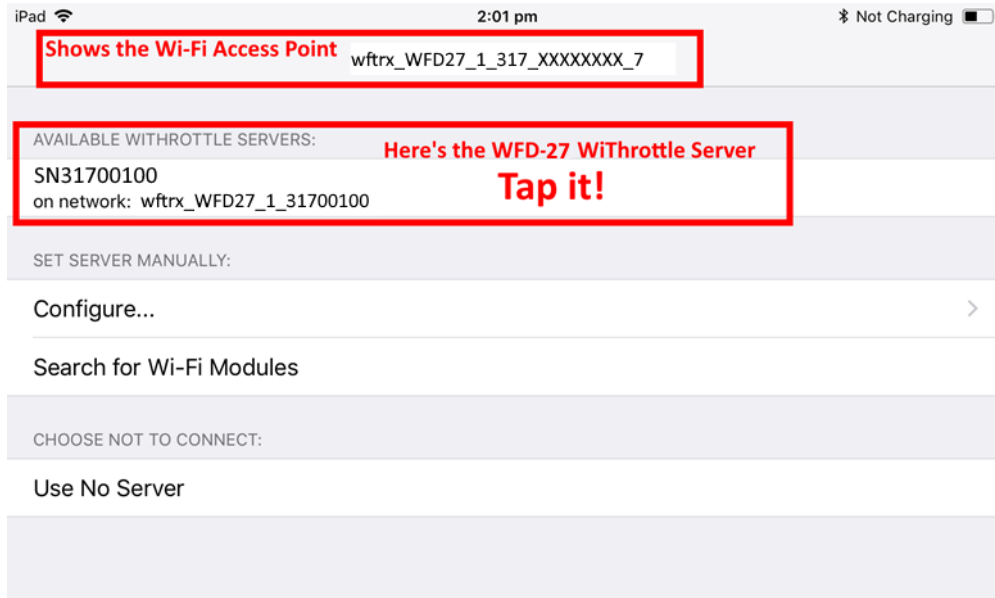 iPad 2:01 pm Not Charging
Shows the Wi-Fi Access Point wftrx_WFD27_1_317_XXXXXXXX_7
AVAILABLE WITHROTTLE SERVERS:
Here's the WFD-27 WiThrottle Server
SN31700100
Tap it!
on network: wftrx_WFD27_1_31700100
SET SERVER MANUALLY:
Configure...
Search for Wi-Fi Modules
CHOOSE NOT TO CONNECT:
Use No Server